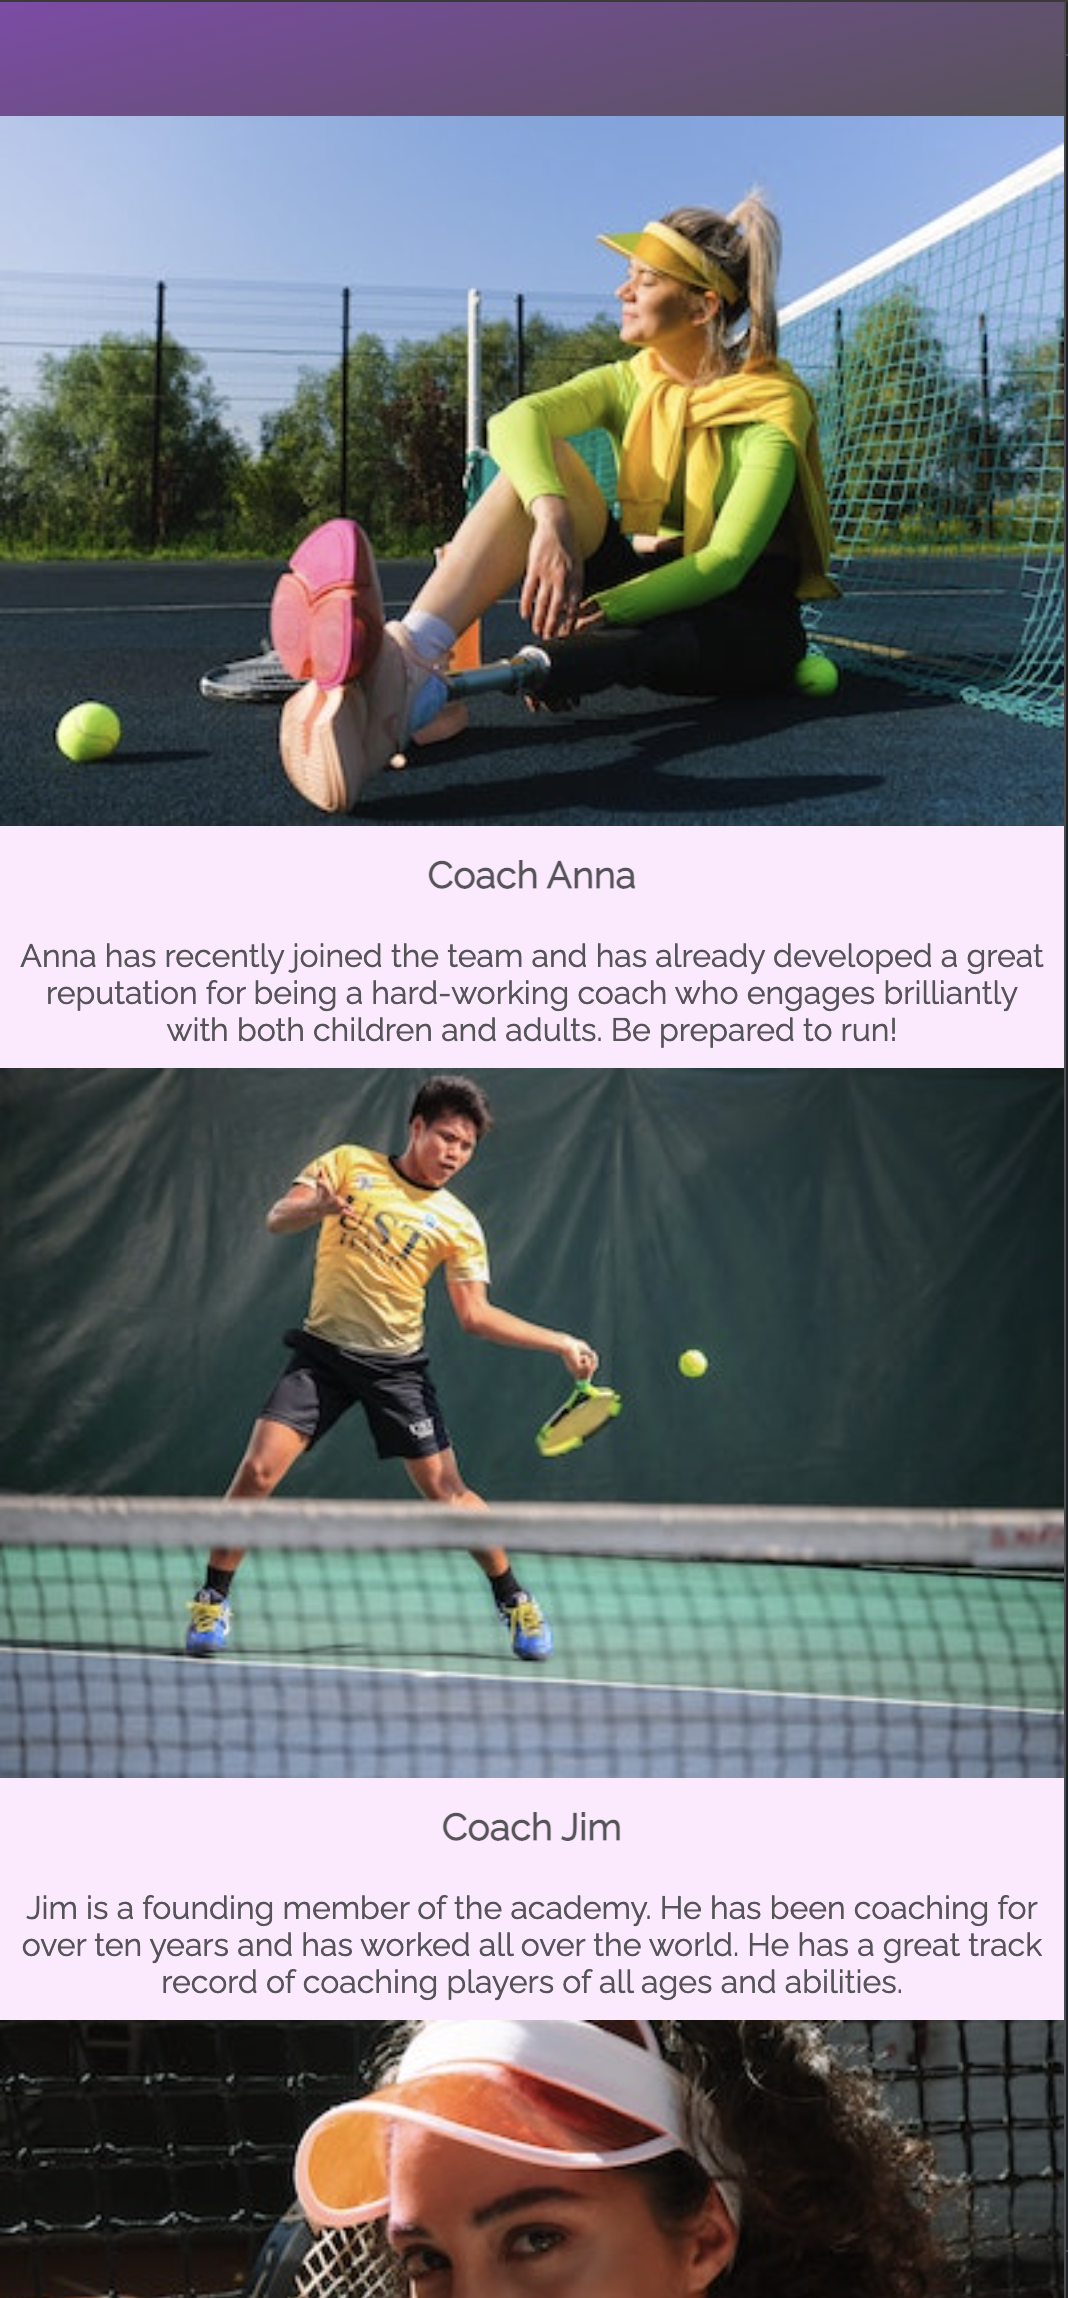 Coach Anna
Anna has recently joined the team and has already developed a great
reputation for being a hard-working coach who engages brilliantly
with both children and adults. Be prepared to run!
UST
TENNIS
UST
Coach Jim
Jim is a founding member of the academy. He has been coaching for
over ten years and has worked all over the world. He has a great track
record of coaching players of all ages and abilities.